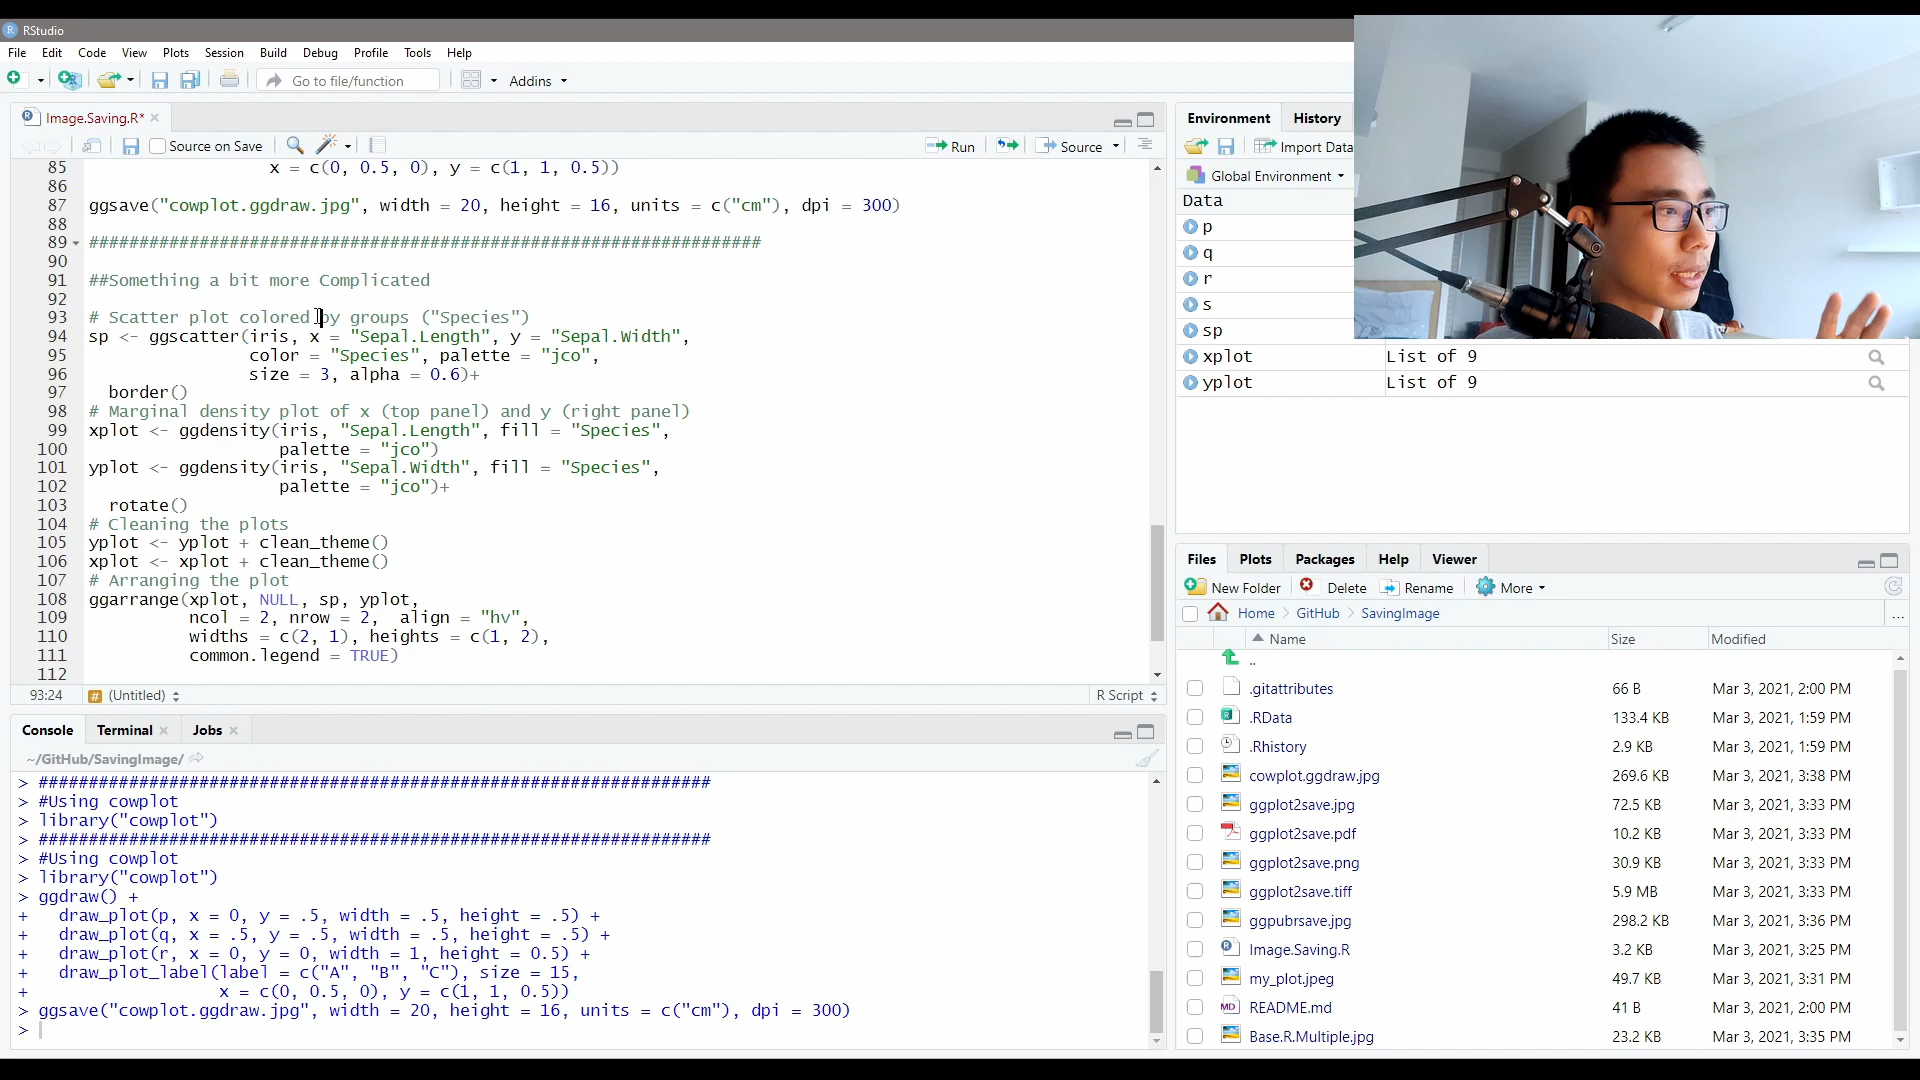 RStudio
File Edit Code View Plots Session Build Debug Profile Tools Help
Go to file/function Addins
Image.Saving.R*
Source on Save Run Source
85 x = c(0, 0.5, 0), y = c(1, 1, 0.5))
86
87 ggsave("cowplot.ggdraw.jpg", width = 20, height = 16, units = c("cm"), dpi = 300)
88
89 ###################################################################
90
91 ##Something a bit more Complicated
92
93 # Scatter plot colored by groups ("Species")
94 sp <- ggscatter(iris, x = "Sepal.Length", y = "Sepal.Width",
95 color = "Species", palette = "jco",
96 size = 3, alpha = 0.6)+
97 border()
98 # Marginal density plot of x (top panel) and y (right panel)
99 xplot <- ggdensity(iris, "Sepal.Length", fill = "Species",
100 palette = "jco")
101 yplot <- ggdensity(iris, "Sepal.Width", fill = "Species",
102 palette = "jco")+
103 rotate()
104 # Cleaning the plots
105 yplot <- yplot + clean_theme()
106 xplot <- xplot + clean_theme()
107 # Arranging the plot
108 ggarrange(xplot, NULL, sp, yplot,
109 ncol = 2, nrow = 2, align = "hv",
110 widths = c(2, 1), heights = c(1, 2),
111 common.legend = TRUE)
112
93:24 (Untitled) R Script
Console Terminal Jobs
~/GitHub/SavingImage/
> ###################################################################
> #Using cowplot
> library("cowplot")
> ###################################################################
> #Using cowplot
> library("cowplot")
> ggdraw() +
+ draw_plot(p, x = 0, y = .5, width = .5, height = .5) +
+ draw_plot(q, x = .5, y = .5, width = .5, height = .5) +
+ draw_plot(r, x = 0, y = 0, width = 1, height = 0.5) +
+ draw_plot_label(label = c("A", "B", "C"), size = 15,
+ x = c(0, 0.5, 0), y = c(1, 1, 0.5))
> ggsave("cowplot.ggdraw.jpg", width = 20, height = 16, units = c("cm"), dpi = 300)
>
Environment History
Import Data
Global Environment
Data
p
q
r
s
sp
xplot List of 9
yplot List of 9
Files Plots Packages Help Viewer
New Folder Delete Rename More
Home GitHub SavingImage ...
Name Size Modified
..
.gitattributes 66 B Mar 3, 2021, 2:00 PM
.RData 133.4 KB Mar 3, 2021, 1:59 PM
.Rhistory 2.9 KB Mar 3, 2021, 1:59 PM
cowplot.ggdraw.jpg 269.6 KB Mar 3, 2021, 3:38 PM
ggplot2save.jpg 72.5 KB Mar 3, 2021, 3:33 PM
ggplot2save.pdf 10.2 KB Mar 3, 2021, 3:33 PM
ggplot2save.png 30.9 KB Mar 3, 2021, 3:33 PM
ggplot2save.tiff 5.9 MB Mar 3, 2021, 3:33 PM
ggpubrsave.jpg 298.2 KB Mar 3, 2021, 3:36 PM
Image.Saving.R 3.2 KB Mar 3, 2021, 3:25 PM
my_plot.jpeg 49.7 KB Mar 3, 2021, 3:31 PM
README.md 41 B Mar 3, 2021, 2:00 PM
Base.R.Multiple.jpg 23.2 KB Mar 3, 2021, 3:35 PM